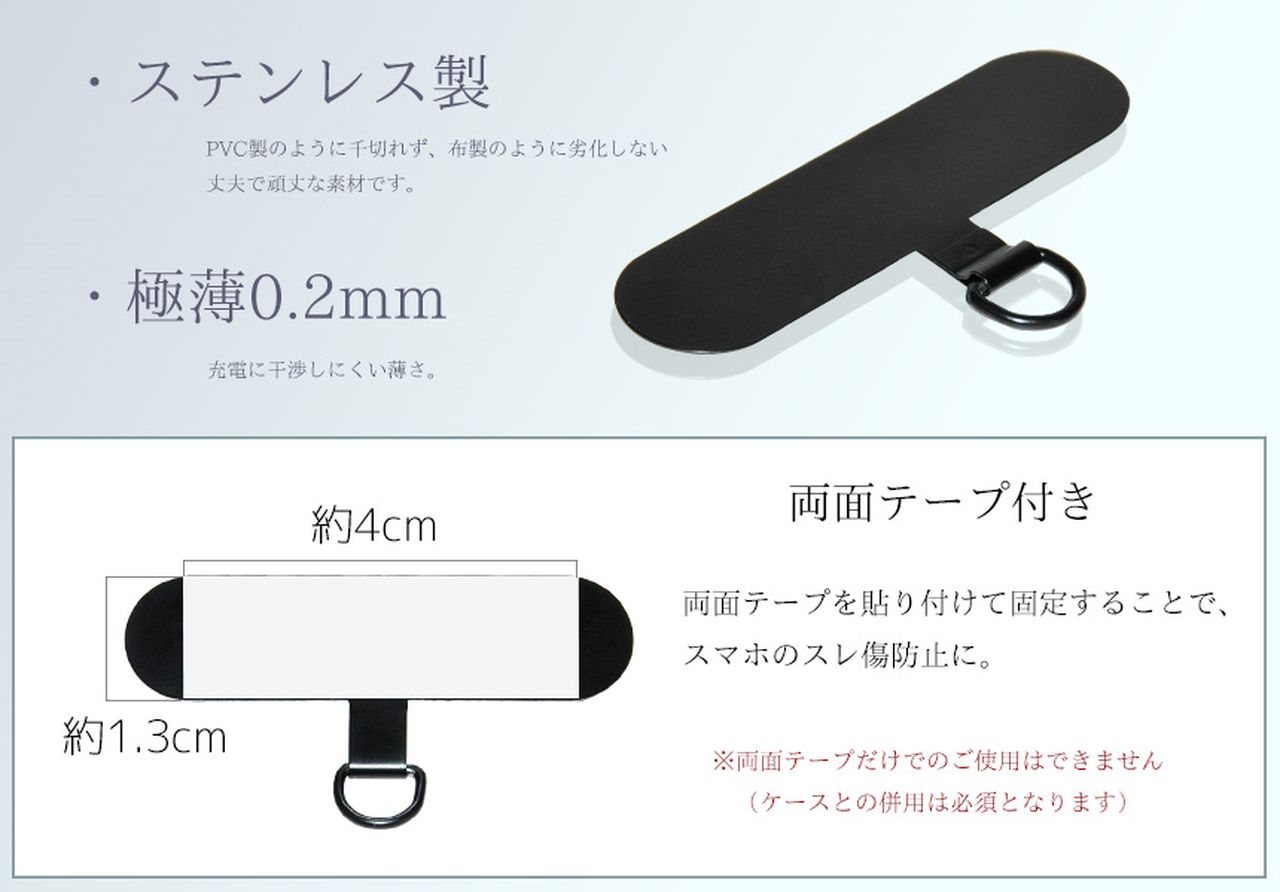 ・ステンレス製
PVC製のように千切れず、布製のように劣化しない
丈夫で頑丈な素材です。
・極薄0.2mm
充電に干渉しにくい薄さ。
約4cm
約1.3cm
両面テープ付き
両面テープを貼り付けて固定することで、
スマホのスレ傷防止に。
※両面テープだけでのご使用はできません
（ケースとの併用は必須となります）